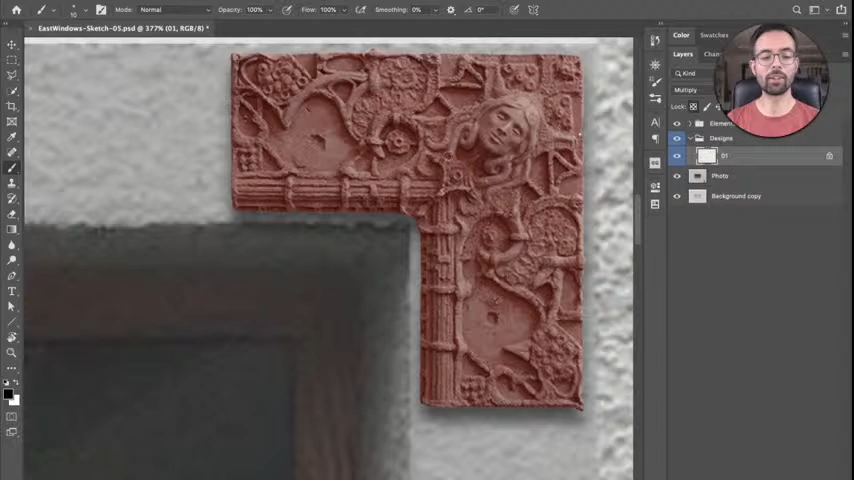 Mode: Normal Opacity: 100% Flow: 100% Smoothing: 0% 0°
10
EastWindows-Sketch-05.psd @ 377% (01, RGB/8) *
Color Swatches
Layers
Kind
Multiply
Lock:
Designs
01
Photo
Background copy